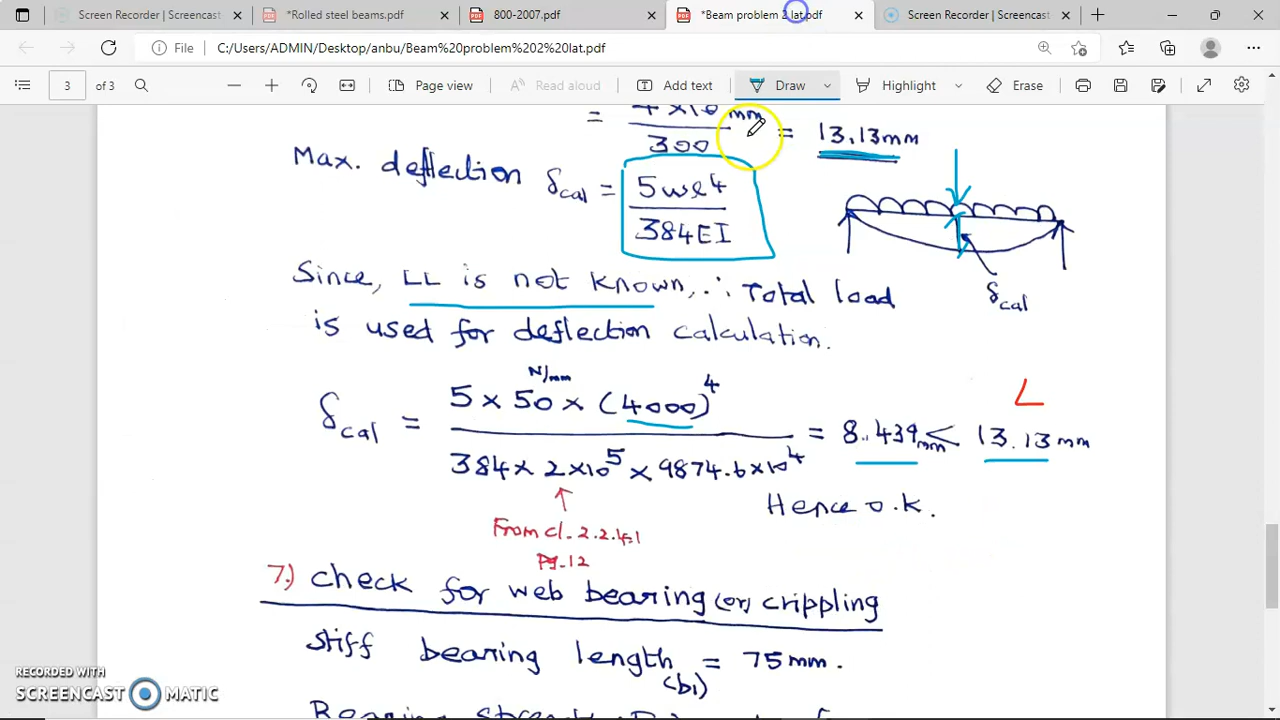 Screen Recorder | Screencast
*Rolled steel beams.pdf
800-2007.pdf
*Beam problem 2 lat.pdf
Screen Recorder | Screencast
File
C:/Users/ADMIN/Desktop/anbu/Beam%20problem%202%20lat.pdf
3
of 3
Page view
Read aloud
Add text
Draw
Highlight
Erase
= 4×10 mm / 300 = 13.13mm
Max. deflection δcal = 5wl⁴ / 384EI
δcal
Since, LL is not known, ∴ Total load
is used for deflection calculation.
N/mm
δcal = 5 × 50 × (4000)⁴ / 384 × 2×10⁵ × 9874.6×10⁴ = 8.439mm < 13.13 mm
L
Hence O.K.
From cl. 2.2.4.1
Pg.12
7.) Check for web bearing (or) crippling
stiff bearing length (b1) = 75mm.
RECORDED WITH
SCREENCAST MATIC